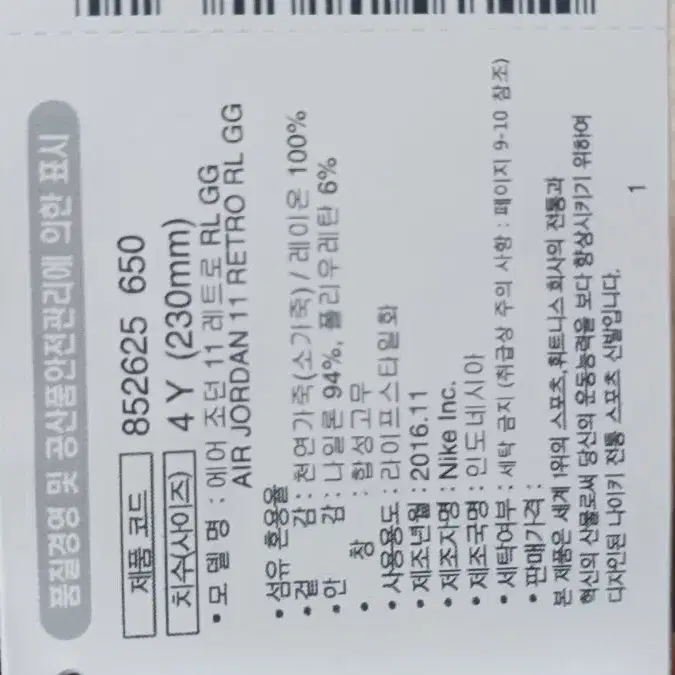 품질경영 및 공산품안전관리에 의한 표시
제품 코드 852625 650
치수(사이즈) 4 Y (230mm)
• 모 델 명 : 에어 조던 11 레트로 RL GG
AIR JORDAN 11 RETRO RL GG
• 섬유 혼용율
• 겉 감 : 천연가죽(소가죽) / 레이온 100%
• 안 감 : 나일론 94%, 폴리우레탄 6%
• 창 : 합성고무
• 사용용도 : 라이프스타일화
• 제조년월 : 2016.11
• 제조자명 : Nike Inc.
• 제조국명 : 인도네시아
• 세탁여부 : 세탁 금지 (취급상 주의 사항 : 페이지 9-10 참조)
• 판매가격 :
본 제품은 세계 1위의 스포츠,휘트니스 회사의 전통과
혁신의 산물로써 당신의 운동능력을 보다 향상시키기 위하여
디자인된 나이키 전통 스포츠 신발입니다.
1